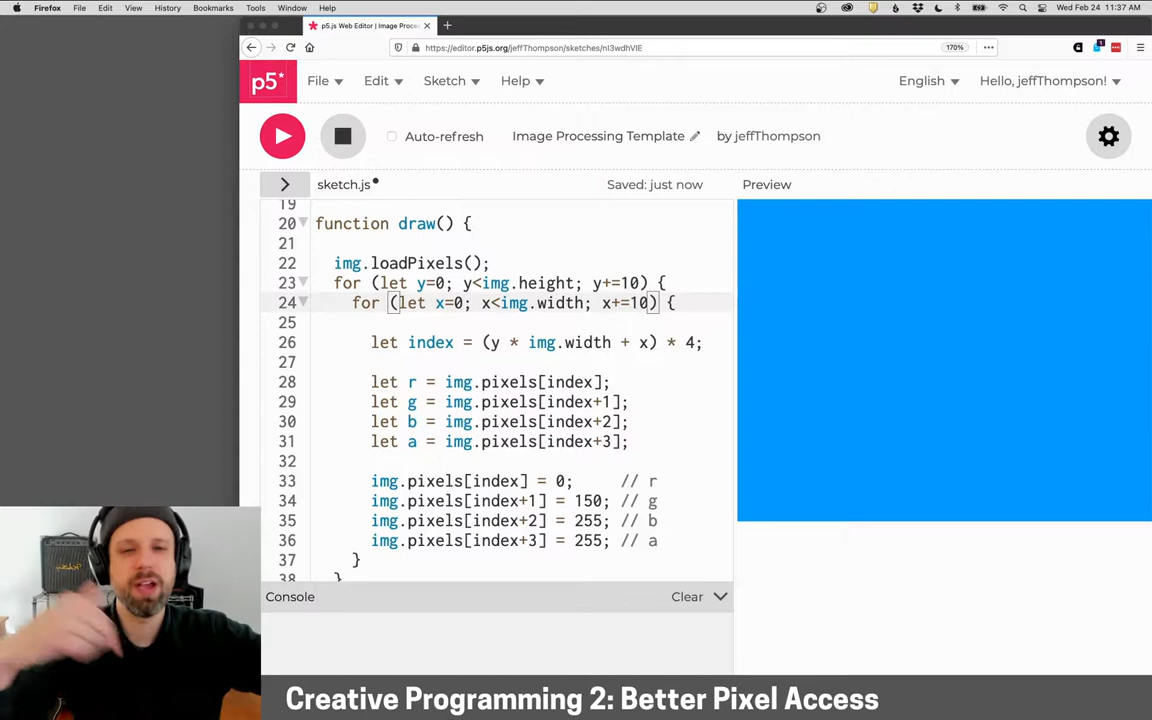 Firefox File Edit View History Bookmarks Tools Window Help Wed Feb 24 11:37 AM
p5.js Web Editor | Image Proce
https://editor.p5js.org/jeffThompson/sketches/nI3wdhVIE 170%
p5* File Edit Sketch Help English Hello, jeffThompson!
Auto-refresh Image Processing Template by jeffThompson
sketch.js Saved: just now Preview
19
20 function draw() {
21
22 img.loadPixels();
23 for (let y=0; y<img.height; y+=10) {
24 for (let x=0; x<img.width; x+=10) {
25
26 let index = (y * img.width + x) * 4;
27
28 let r = img.pixels[index];
29 let g = img.pixels[index+1];
30 let b = img.pixels[index+2];
31 let a = img.pixels[index+3];
32
33 img.pixels[index] = 0; // r
34 img.pixels[index+1] = 150; // g
35 img.pixels[index+2] = 255; // b
36 img.pixels[index+3] = 255; // a
37 }
38 }
Console Clear
Creative Programming 2: Better Pixel Access